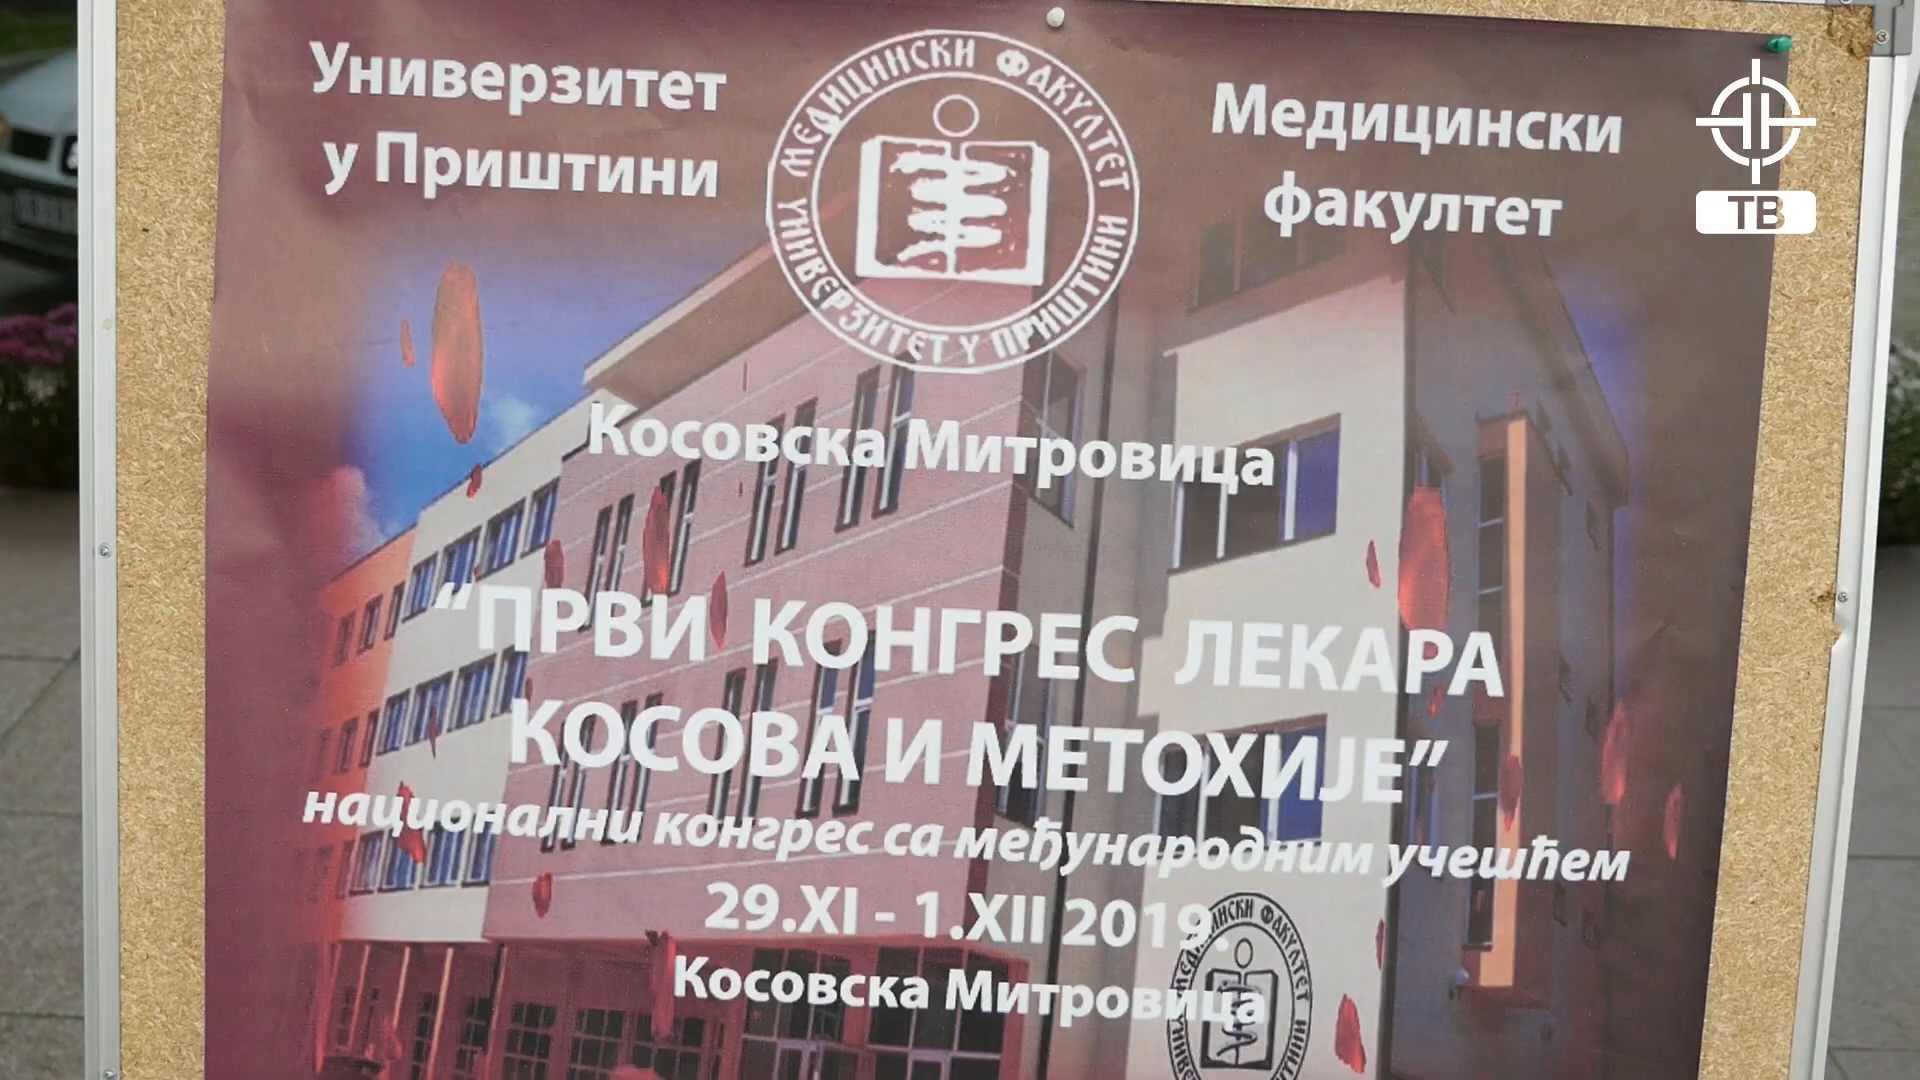 Универзитет
у Приштини
МЕДИЦИНСКИ ФАКУЛТЕТ
УНИВЕРЗИТЕТ У ПРИШТИНИ
Медицински
факултет
ТВ
Косовска Митровица
“ПРВИ КОНГРЕС ЛЕКАРА
КОСОВА И МЕТОХИЈЕ”
национални конгрес са међународним учешћем
29.XI - 1.XII 2019.
Косовска Митровица